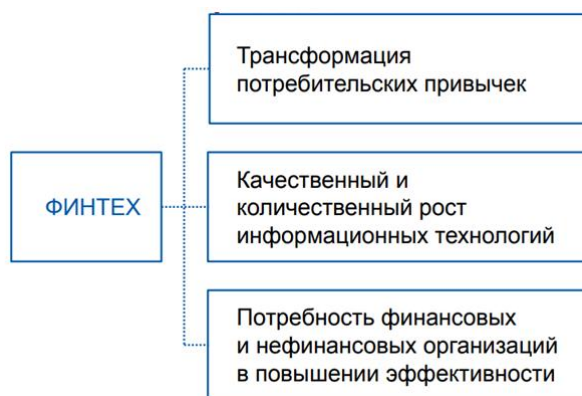 Трансформация
потребительских привычек
ФИНТЕХ
Качественный и
количественный рост
информационных технологий
Потребность финансовых
и нефинансовых организаций
в повышении эффективности